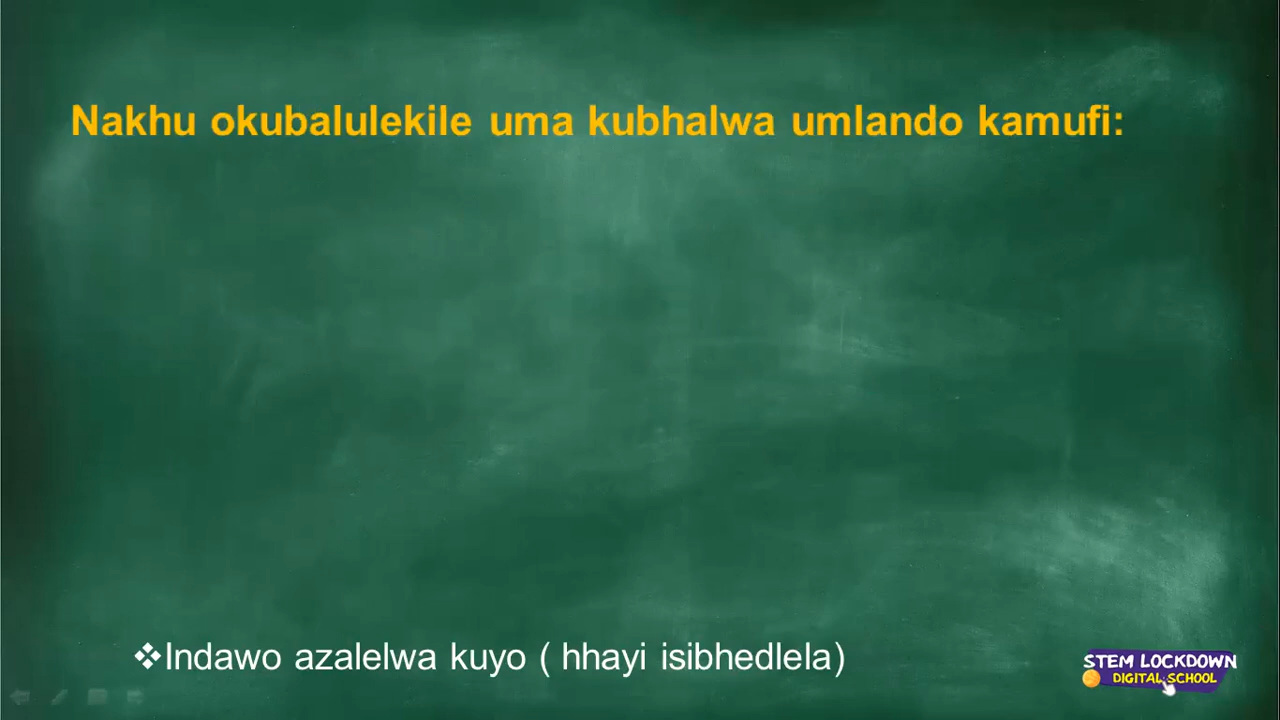 Nakhu okubalulekile uma kubhalwa umlando kamufi:
❖Indawo azalelwa kuyo ( hhayi isibhedlela)
STEM LOCKDOWN
DIGITAL SCHOOL